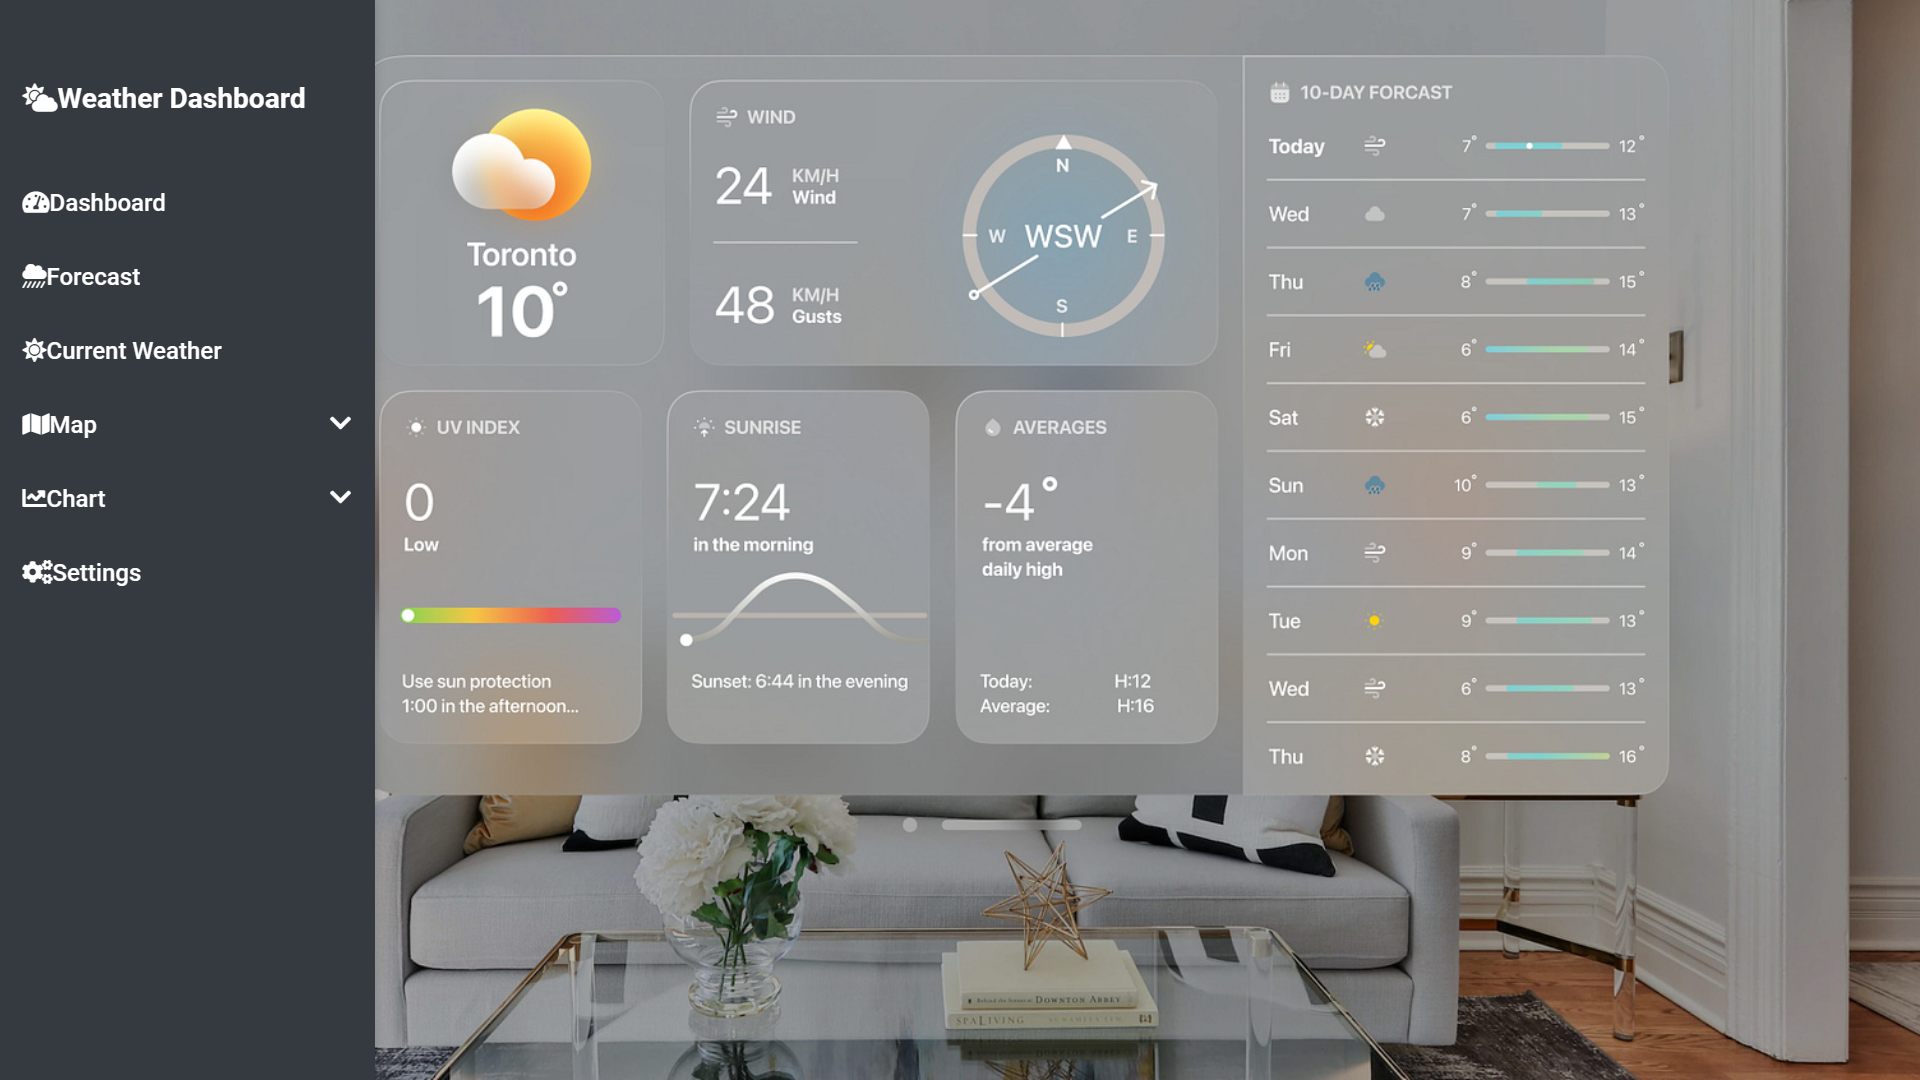 Weather Dashboard
Dashboard
Forecast
Current Weather
Map
Chart
Settings
Toronto
10°
WIND
24 KM/H Wind
48 KM/H Gusts
N
W WSW E
S
UV INDEX
0
Low
Use sun protection
1:00 in the afternoon...
SUNRISE
7:24
in the morning
Sunset: 6:44 in the evening
AVERAGES
-4°
from average
daily high
Today: H:12
Average: H:16
10-DAY FORCAST
Today 7° 12°
Wed 7° 13°
Thu 8° 15°
Fri 6° 14°
Sat 6° 15°
Sun 10° 13°
Mon 9° 14°
Tue 9° 13°
Wed 6° 13°
Thu 8° 16°
DOWNTON ABBEY
SPA LIVING